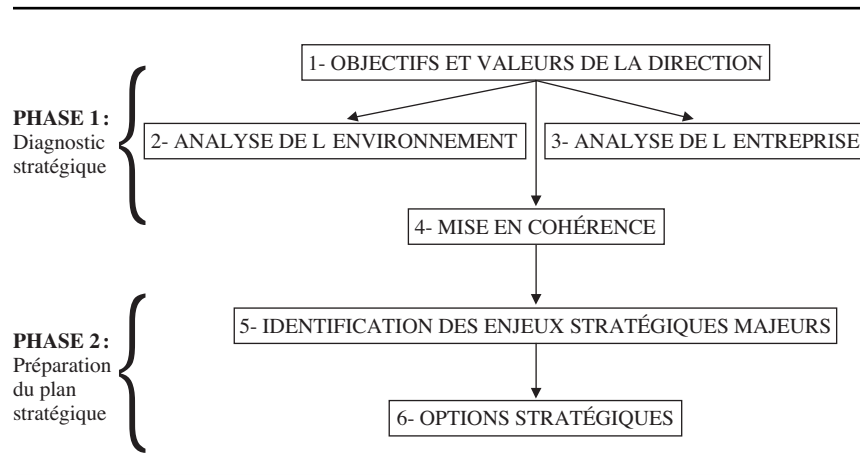 1- OBJECTIFS ET VALEURS DE LA DIRECTION
PHASE 1 :
Diagnostic
stratégique
2- ANALYSE DE L ENVIRONNEMENT
3- ANALYSE DE L ENTREPRISE
4- MISE EN COHÉRENCE
PHASE 2 :
Préparation
du plan
stratégique
5- IDENTIFICATION DES ENJEUX STRATÉGIQUES MAJEURS
6- OPTIONS STRATÉGIQUES